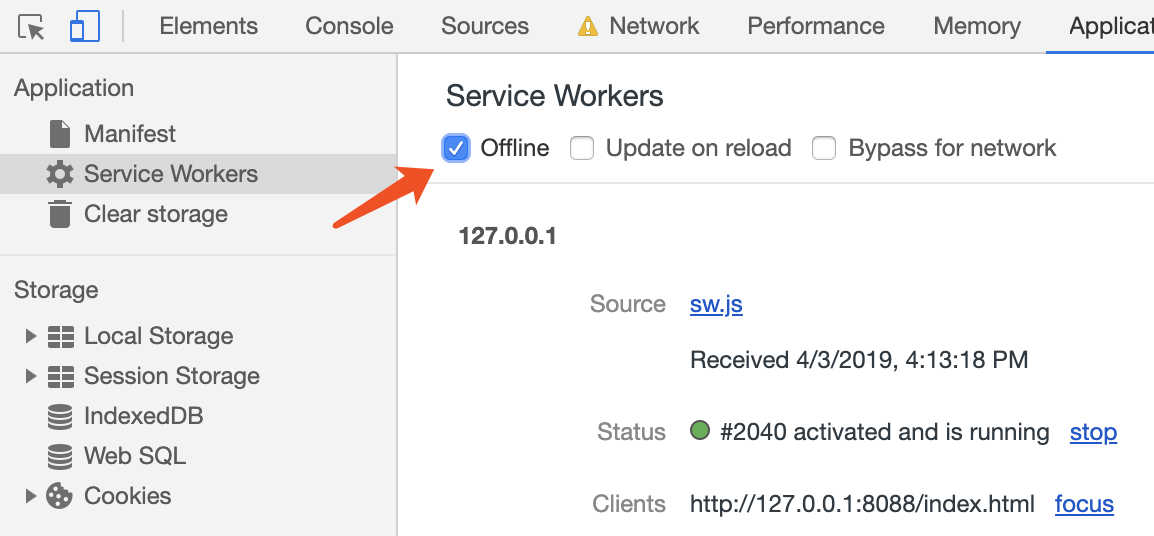 Elements Console Sources Network Performance Memory Applicat
Application
Manifest
Service Workers
Clear storage
Storage
Local Storage
Session Storage
IndexedDB
Web SQL
Cookies
Service Workers
Offline Update on reload Bypass for network
127.0.0.1
Source sw.js
Received 4/3/2019, 4:13:18 PM
Status #2040 activated and is running stop
Clients http://127.0.0.1:8088/index.html focus